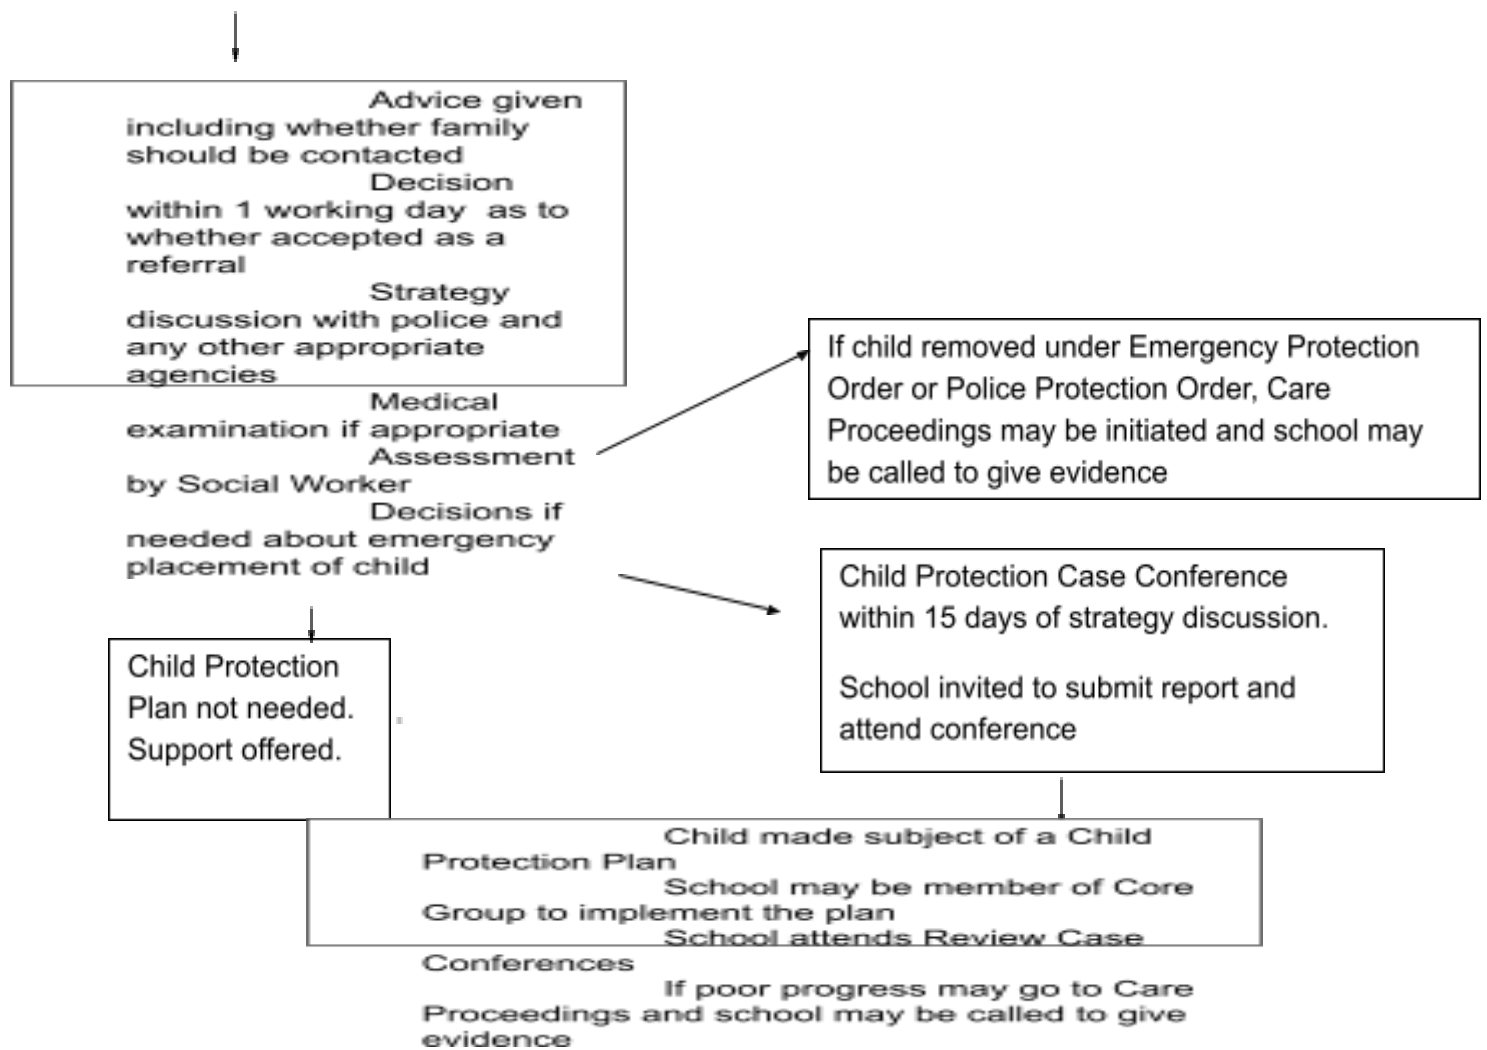 Advice given
including whether family
should be contacted
Decision
within 1 working day  as to
whether accepted as a
referral
Strategy
discussion with police and
any other appropriate
agencies
Medical
examination if appropriate
Assessment
by Social Worker
Decisions if
needed about emergency
placement of child
If child removed under Emergency Protection
Order or Police Protection Order, Care
Proceedings may be initiated and school may
be called to give evidence
Child Protection Case Conference
within 15 days of strategy discussion.
School invited to submit report and
attend conference
Child Protection
Plan not needed.
Support offered.
Child made subject of a Child
Protection Plan
School may be member of Core
Group to implement the plan
School attends Review Case
Conferences
If poor progress may go to Care
Proceedings and school may be called to give
evidence